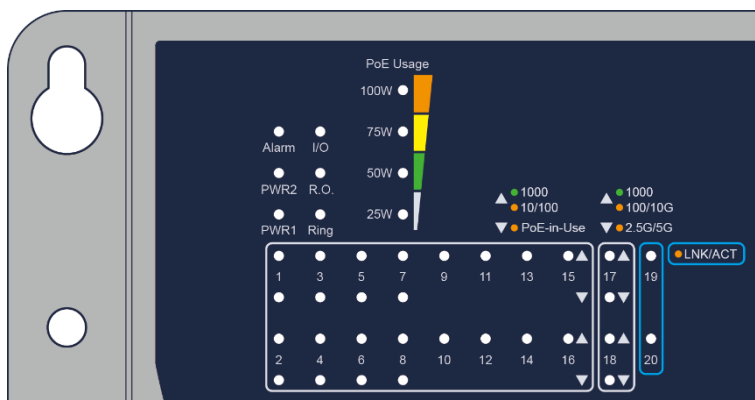 PoE Usage
100W
75W
50W
25W
Alarm I/O
PWR2 R.O.
PWR1 Ring
1000
10/100
PoE-in-Use
1000
100/10G
2.5G/5G
LNK/ACT
1 3 5 7 9 11 13 15 17 19
2 4 6 8 10 12 14 16 18 20